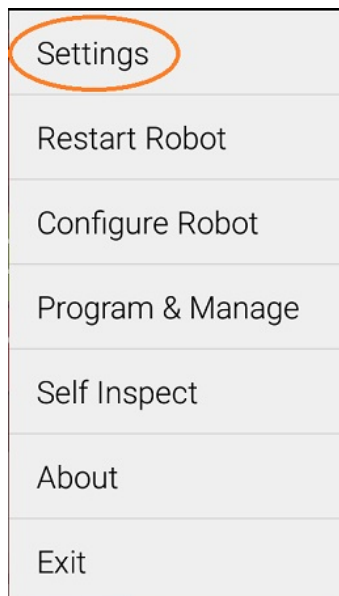 Settings
Restart Robot
Configure Robot
Program & Manage
Self Inspect
About
Exit